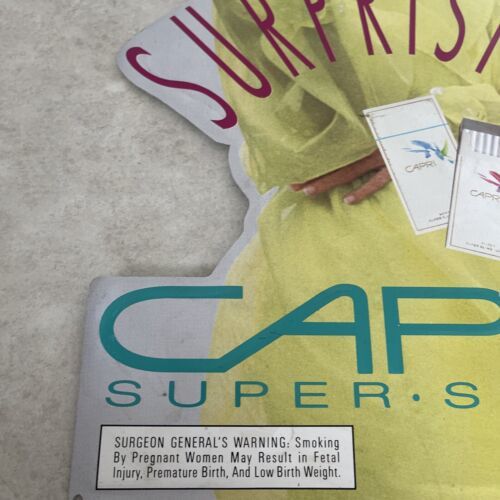 SURPRIS
CAPRI
CAPRI
CAP
SUPER·S
SURGEON GENERAL'S WARNING: Smoking
By Pregnant Women May Result in Fetal
Injury, Premature Birth, And Low Birth Weight.